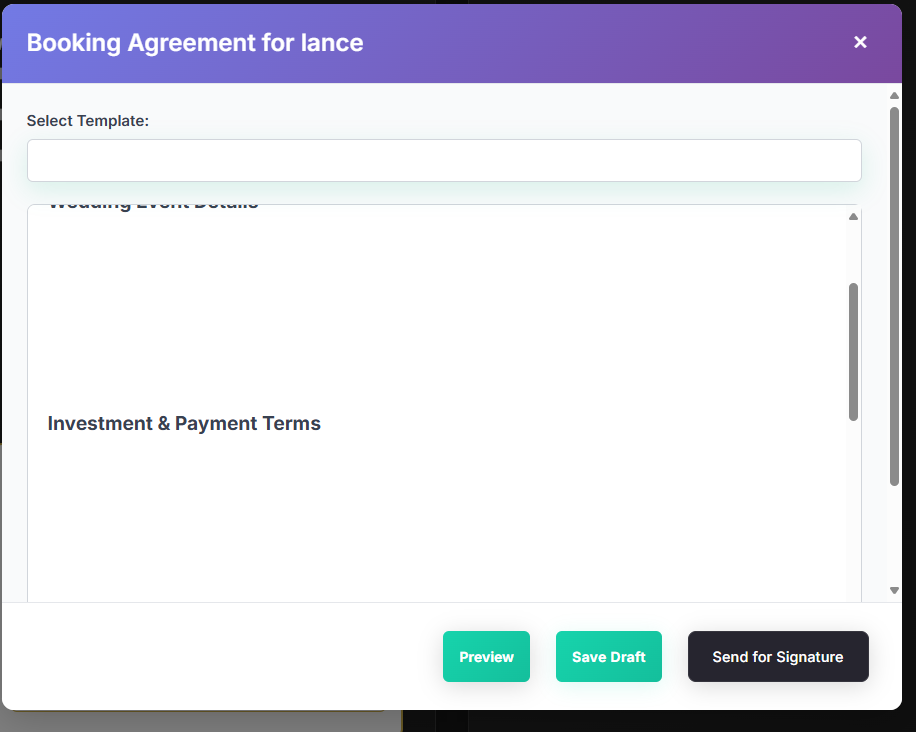 Booking Agreement for lance
×
Select Template:
Wedding Event Details
Investment & Payment Terms
Preview
Save Draft
Send for Signature